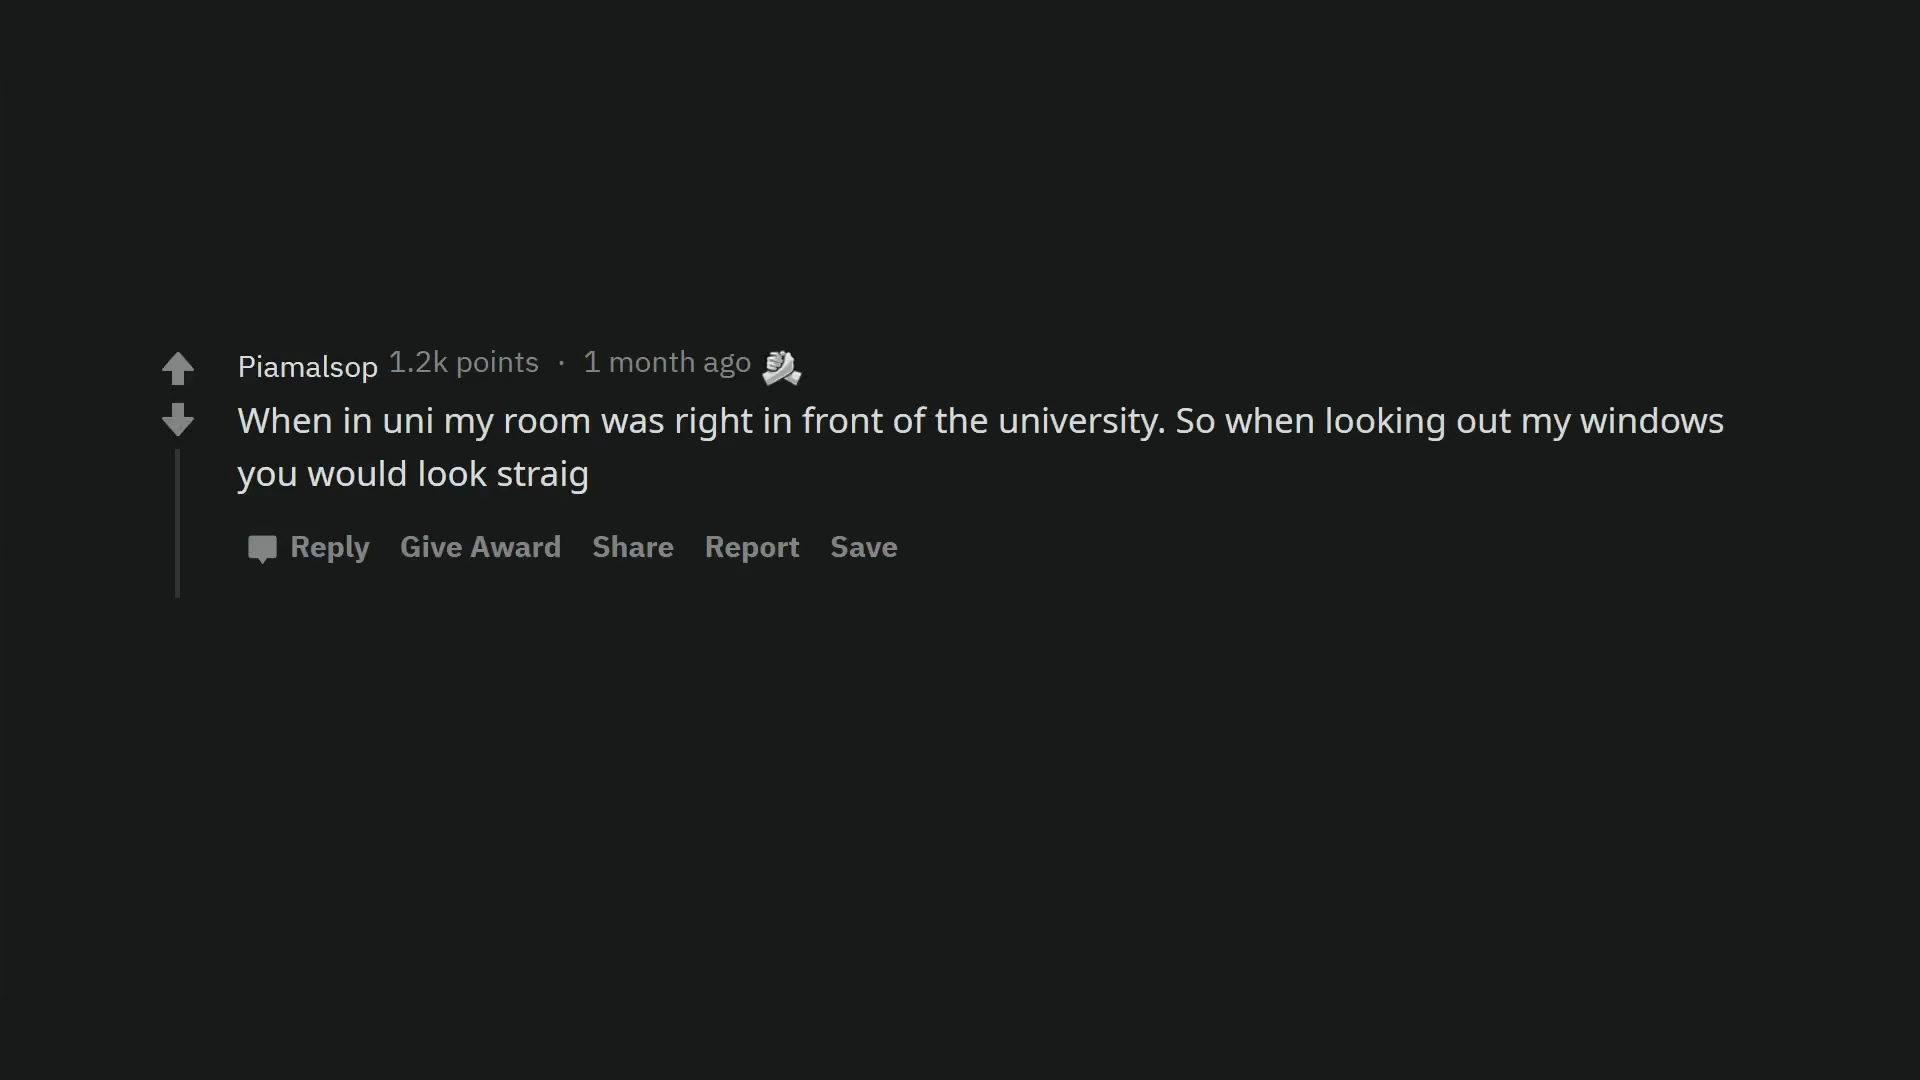 Piamalsop 1.2k points · 1 month ago
When in uni my room was right in front of the university. So when looking out my windows
you would look straig
Reply Give Award Share Report Save